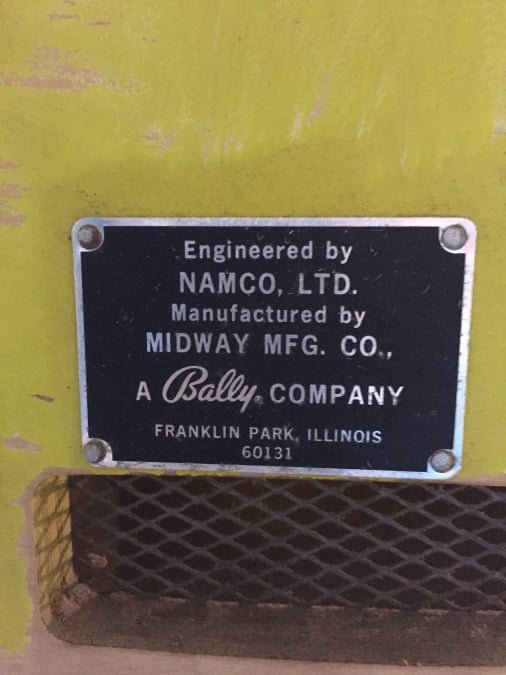 Engineered by
NAMCO, LTD.
Manufactured by
MIDWAY MFG. CO.,
A Bally® COMPANY
FRANKLIN PARK, ILLINOIS
60131